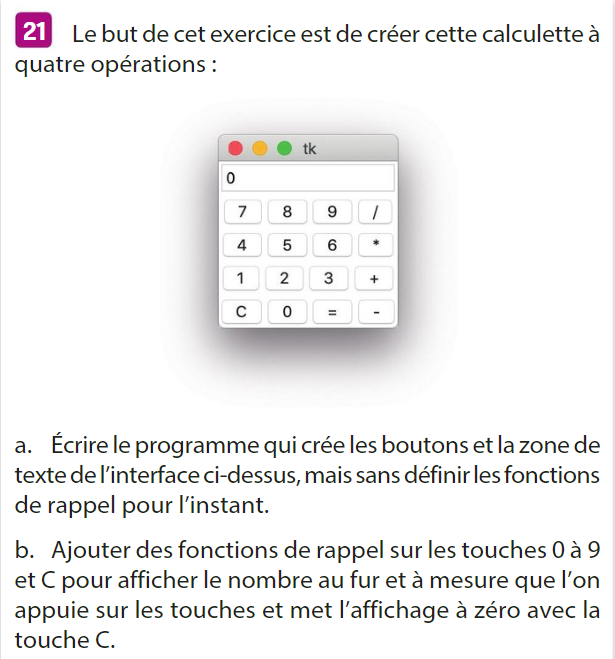 21 Le but de cet exercice est de créer cette calculette à
quatre opérations :
tk
0
7 8 9 /
4 5 6 *
1 2 3 +
C 0 = -
a. Écrire le programme qui crée les boutons et la zone de
texte de l’interface ci-dessus, mais sans définir les fonctions
de rappel pour l’instant.
b. Ajouter des fonctions de rappel sur les touches 0 à 9
et C pour afficher le nombre au fur et à mesure que l’on
appuie sur les touches et met l’affichage à zéro avec la
touche C.